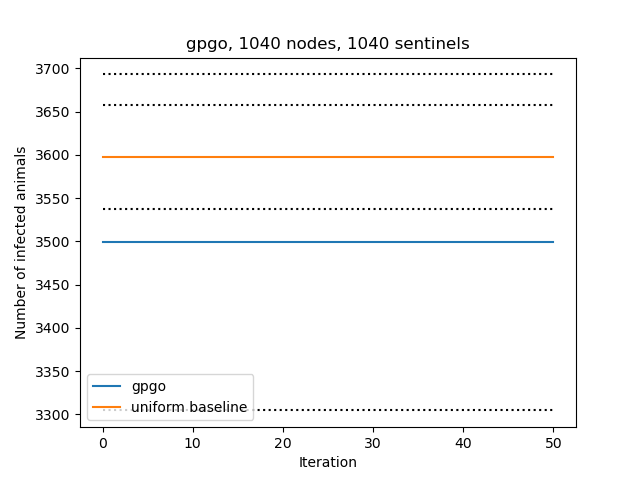 gpgo, 1040 nodes, 1040 sentinels
Number of infected animals
3700
3650
3600
3550
3500
3450
3400
3350
3300
gpgo
uniform baseline
0 10 20 30 40 50
Iteration